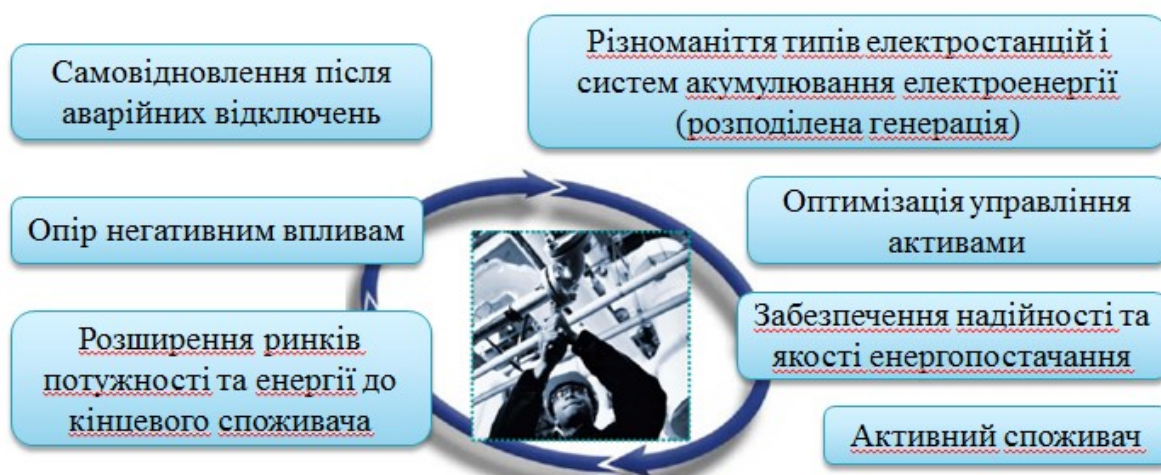 Самовідновлення після
аварійних відключень
Різноманіття типів електростанцій і
систем акумулювання електроенергії
(розподілена генерація)
Опір негативним впливам
Оптимізація управління
активами
Розширення ринків
потужності та енергії до
кінцевого споживача
Забезпечення надійності та
якості енергопостачання
Активний споживач